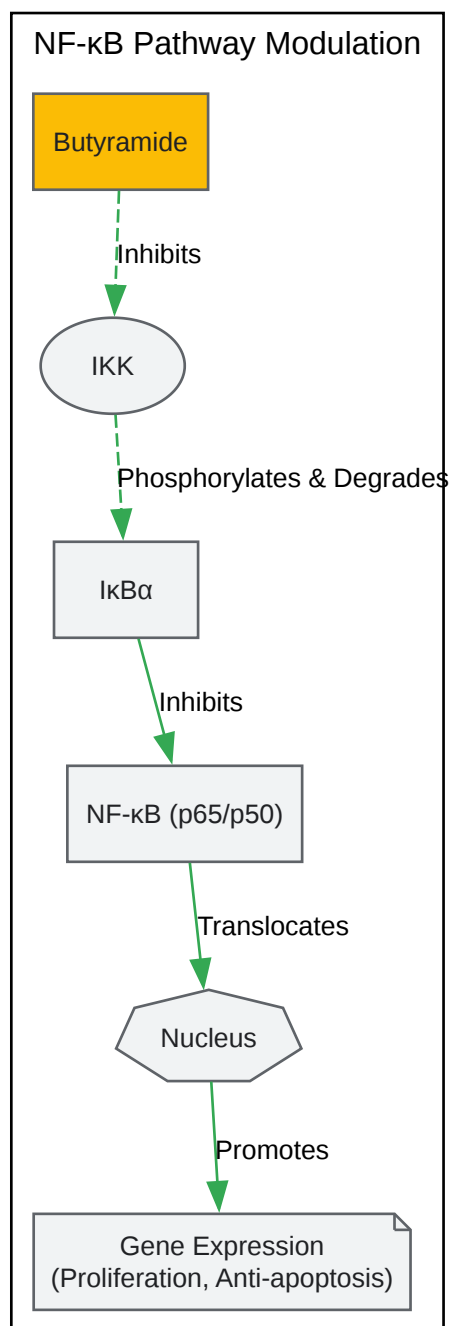 NF-κB Pathway Modulation
Butyramide
Inhibits
IKK
Phosphorylates & Degrades
IκBα
Inhibits
NF-κB (p65/p50)
Translocates
Nucleus
Promotes
Gene Expression
(Proliferation, Anti-apoptosis)